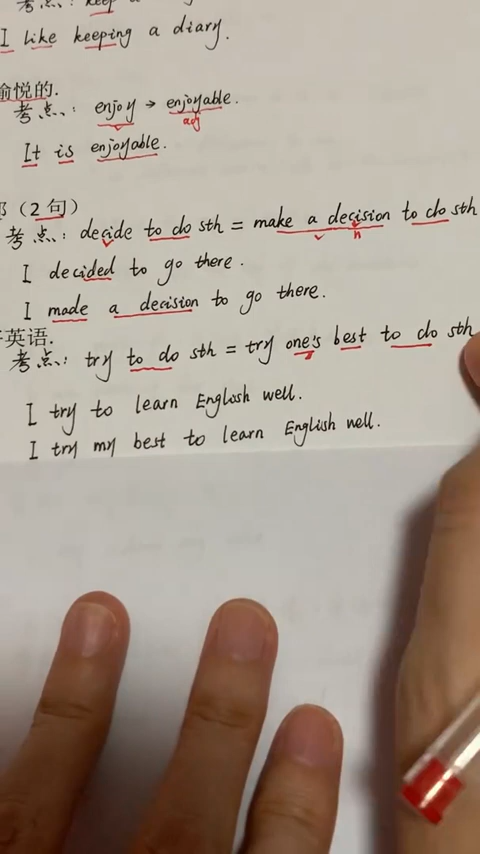 考点: keep
I like keeping a diary.
愉悦的.
考点: enjoy → enjoyable.
adj
It is enjoyable.
(2 句)
考点: decide to do sth = make a decision to do sth
v n
I decided to go there.
I made a decision to go there.
英语.
考点: try to do sth = try one's best to do sth
I try to learn English well.
I try my best to learn English well.